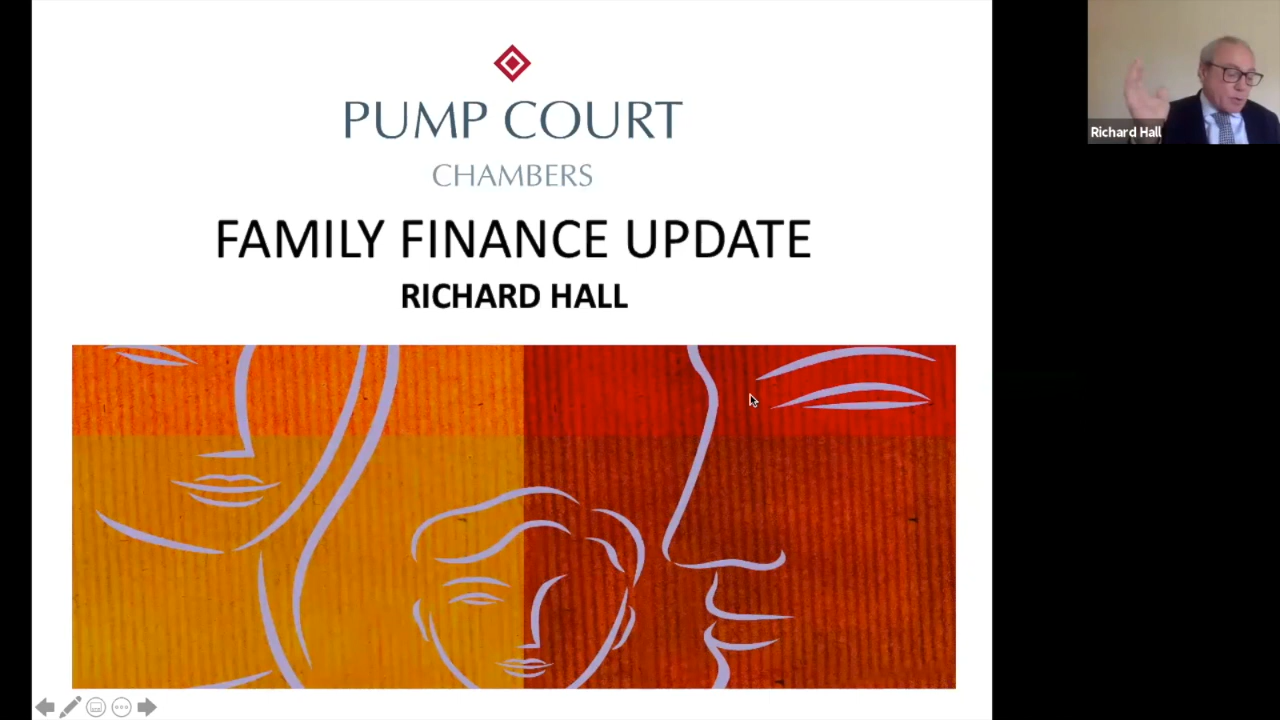 PUMP COURT
CHAMBERS
FAMILY FINANCE UPDATE
RICHARD HALL
Richard Hall